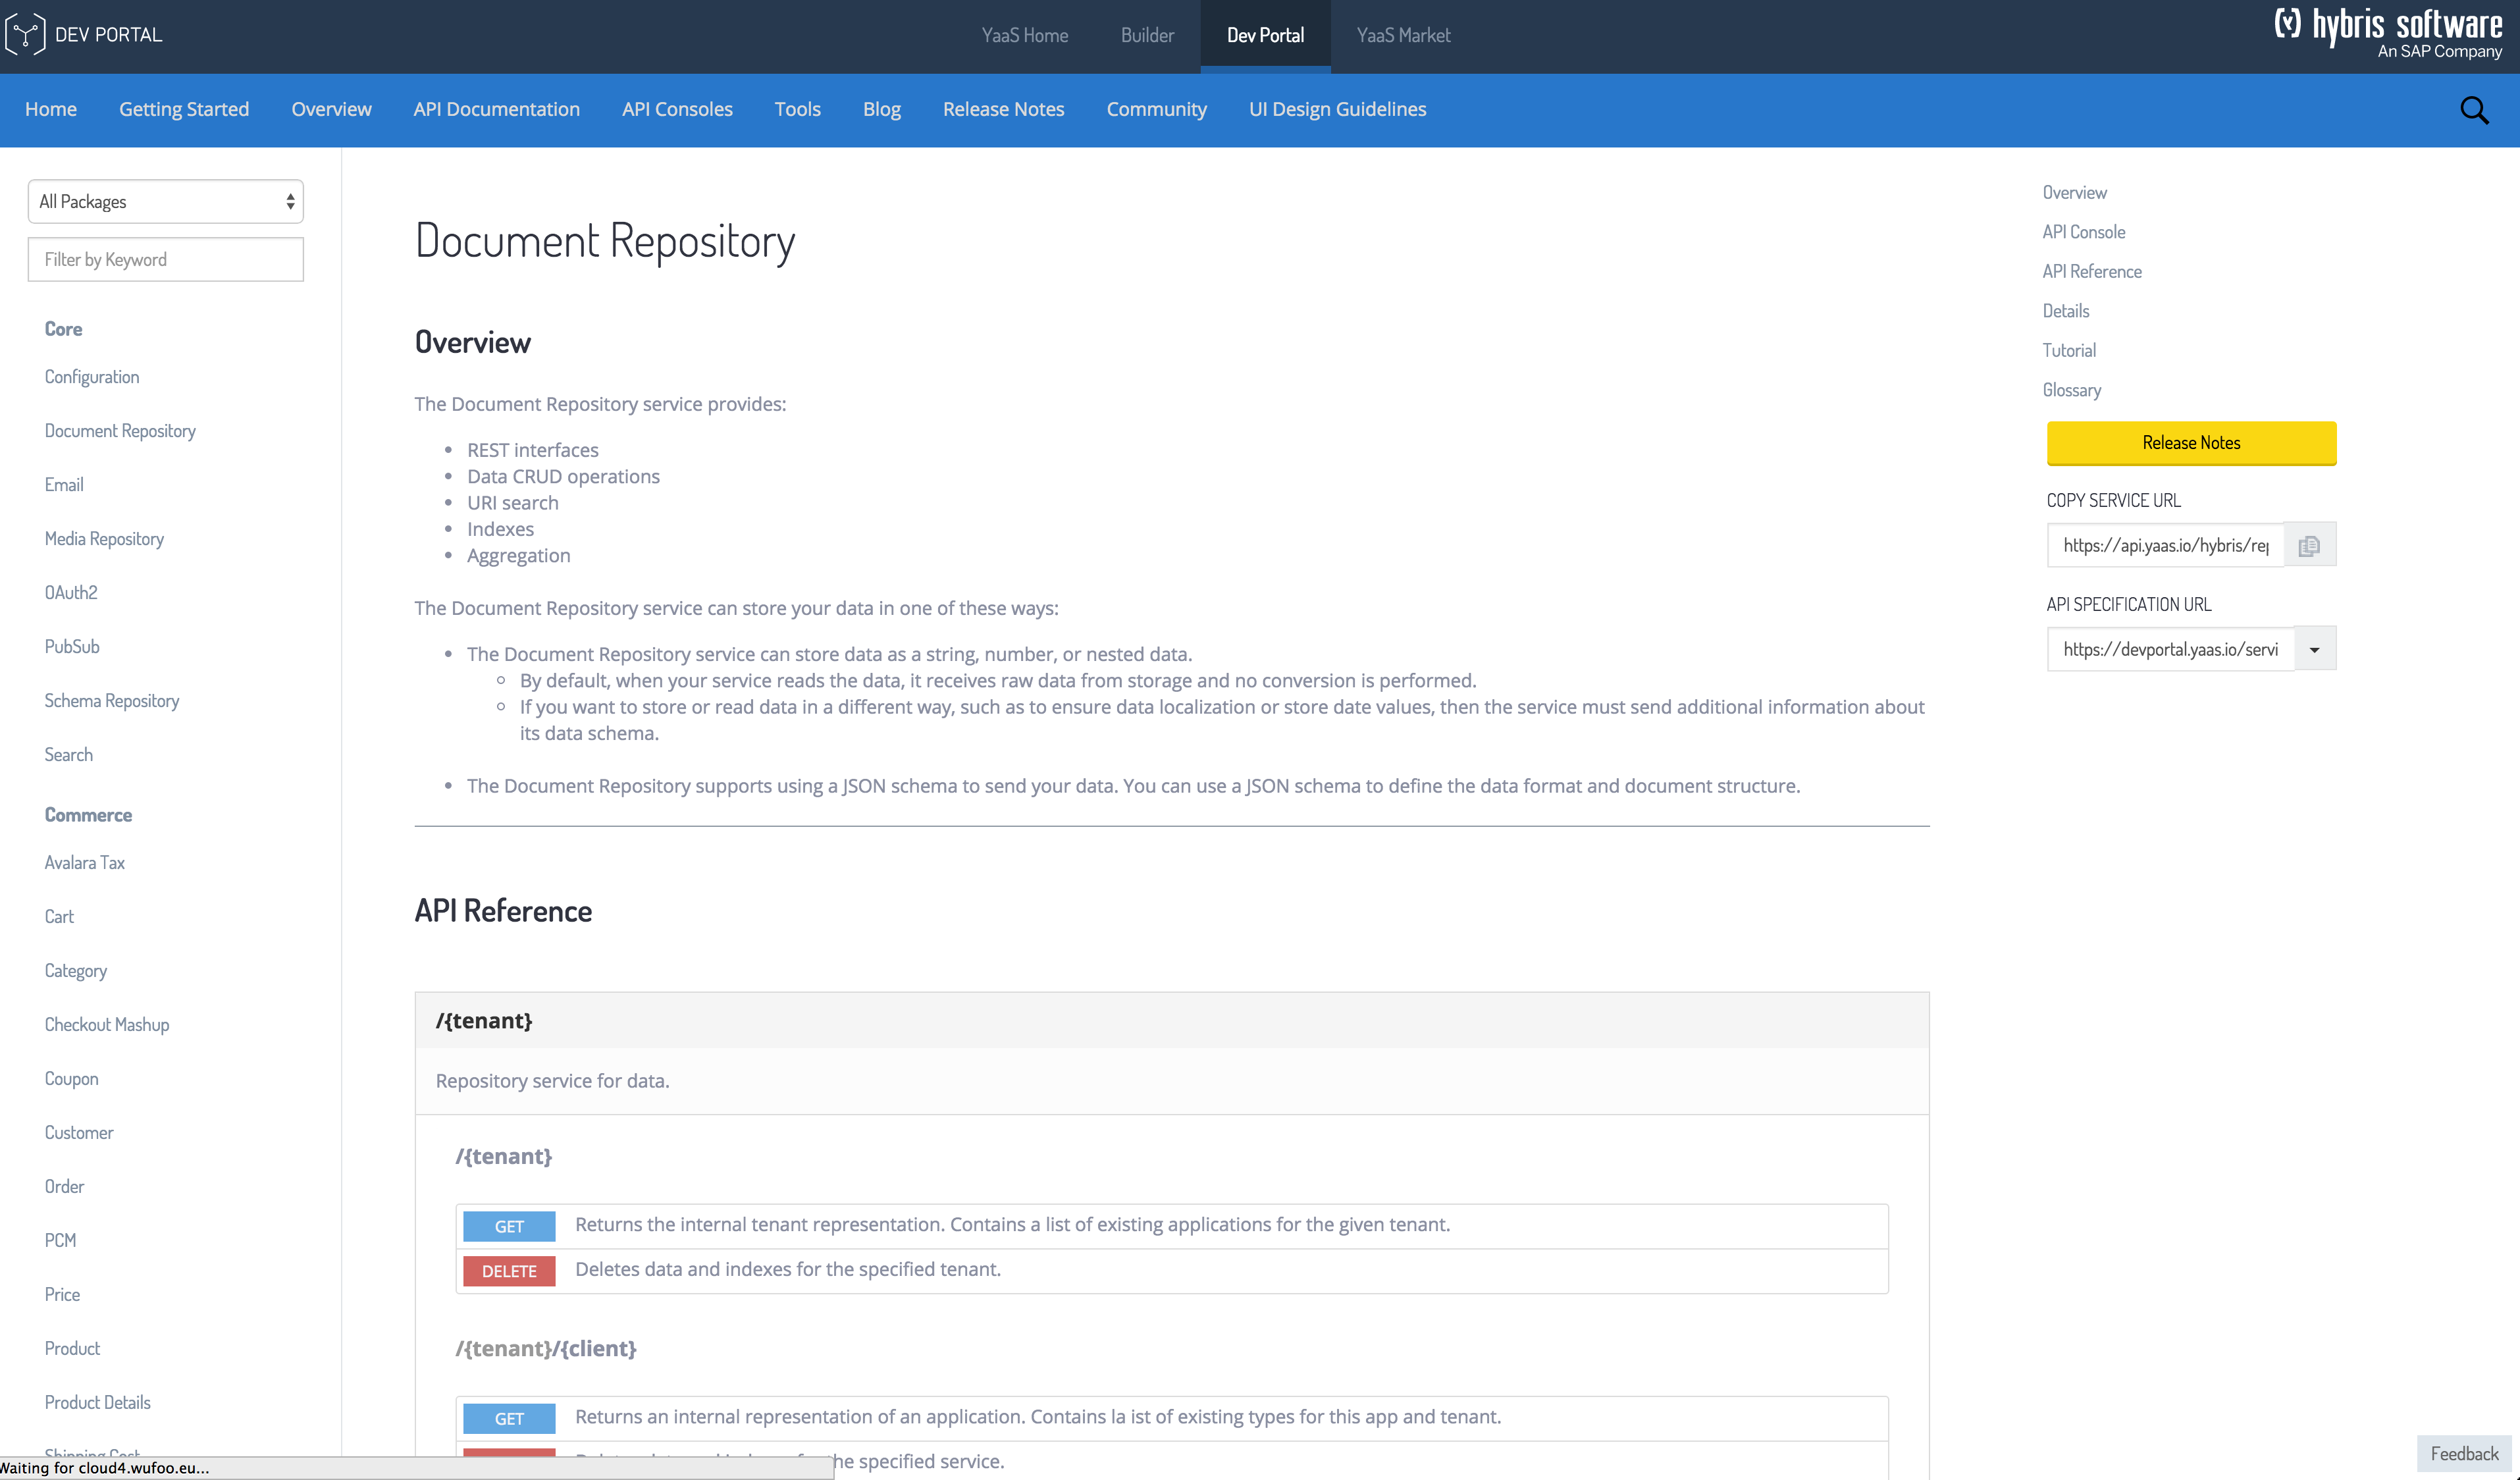 DEV PORTAL
YaaS Home
Builder
Dev Portal
YaaS Market
hybris software
An SAP Company
Home
Getting Started
Overview
API Documentation
API Consoles
Tools
Blog
Release Notes
Community
UI Design Guidelines
All Packages
Filter by Keyword
Core
Configuration
Document Repository
Email
Media Repository
OAuth2
PubSub
Schema Repository
Search
Commerce
Avalara Tax
Cart
Category
Checkout Mashup
Coupon
Customer
Order
PCM
Price
Product
Product Details
Shipping Cost
Document Repository
Overview
The Document Repository service provides:
• REST interfaces
• Data CRUD operations
• URI search
• Indexes
• Aggregation
The Document Repository service can store your data in one of these ways:
• The Document Repository service can store data as a string, number, or nested data.
◦ By default, when your service reads the data, it receives raw data from storage and no conversion is performed.
◦ If you want to store or read data in a different way, such as to ensure data localization or store date values, then the service must send additional information about
its data schema.
• The Document Repository supports using a JSON schema to send your data. You can use a JSON schema to define the data format and document structure.
API Reference
/{tenant}
Repository service for data.
/{tenant}
GET Returns the internal tenant representation. Contains a list of existing applications for the given tenant.
DELETE Deletes data and indexes for the specified tenant.
/{tenant}/{client}
GET Returns an internal representation of an application. Contains la ist of existing types for this app and tenant.
he specified service.
Overview
API Console
API Reference
Details
Tutorial
Glossary
Release Notes
COPY SERVICE URL
https://api.yaas.io/hybris/rep
API SPECIFICATION URL
https://devportal.yaas.io/servi
Feedback
Waiting for cloud4.wufoo.eu...